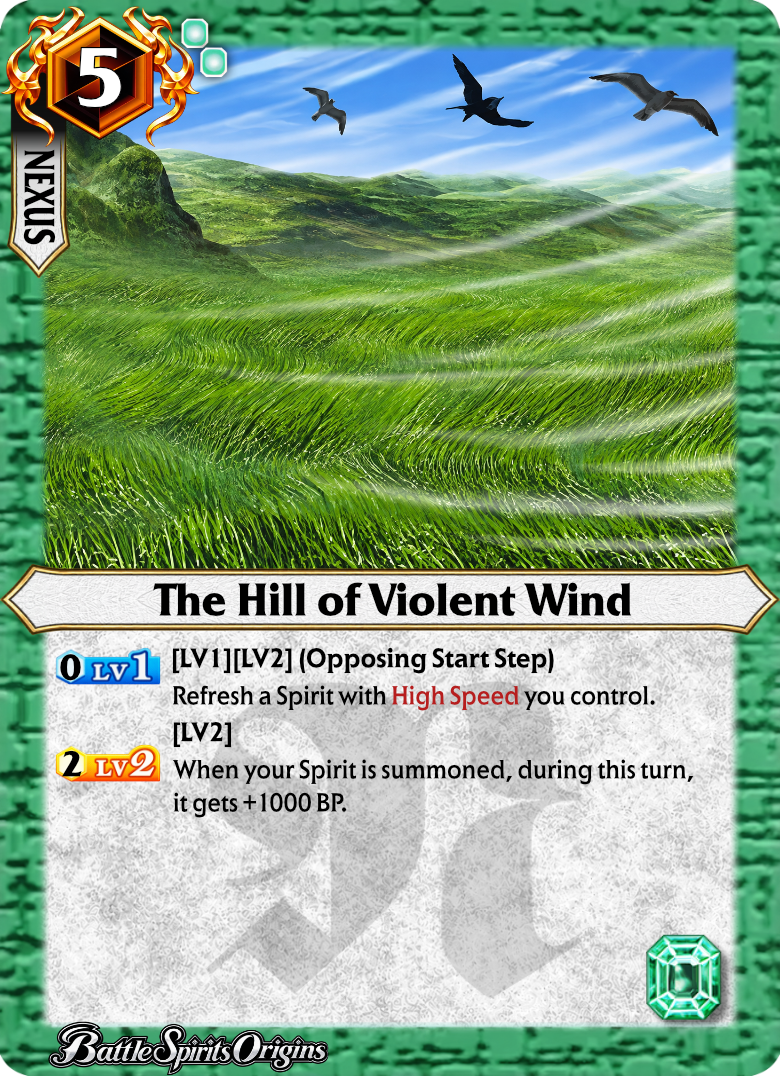 5
NEXUS
The Hill of Violent Wind
0 LV1 [LV1][LV2] (Opposing Start Step)
Refresh a Spirit with High Speed you control.
[LV2]
2 LV2 When your Spirit is summoned, during this turn,
it gets +1000 BP.
Battle Spirits Origins